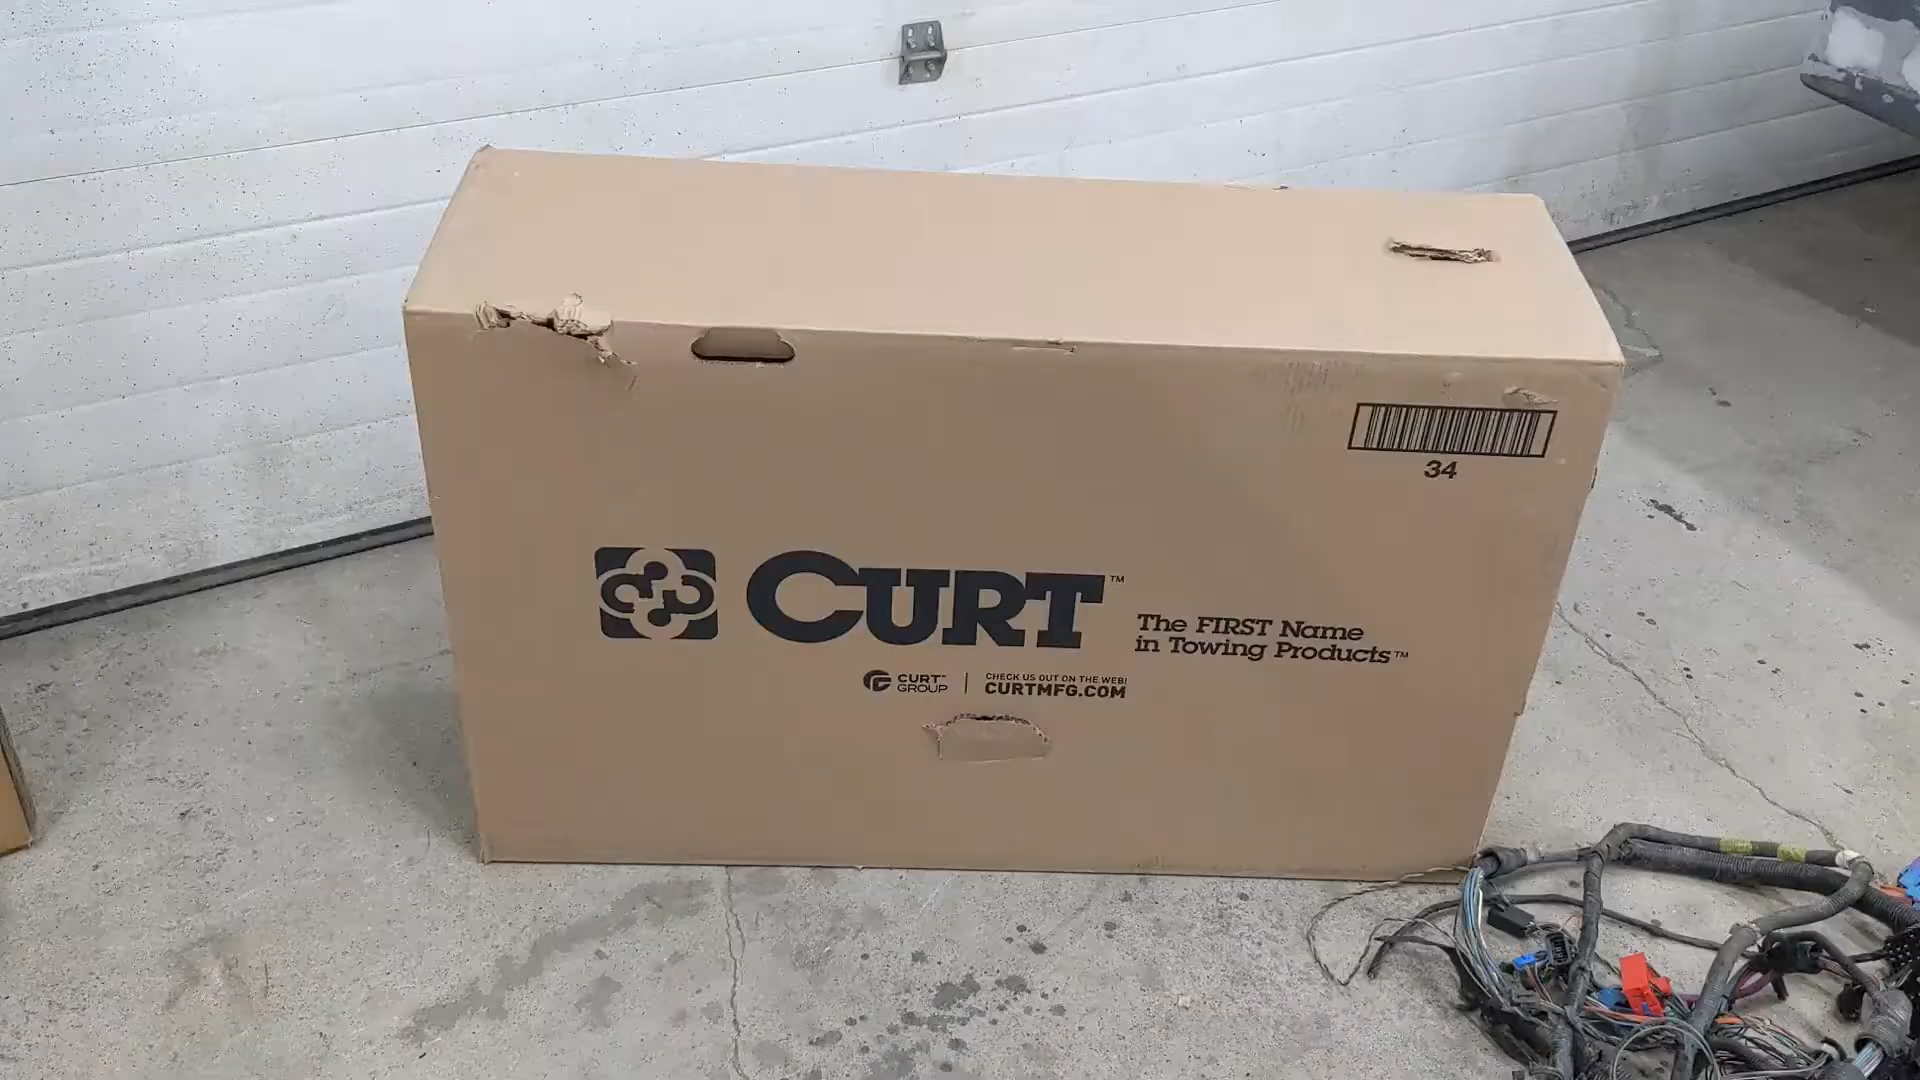 34
CURT™
The FIRST Name
in Towing Products™
CURT™
GROUP
CHECK US OUT ON THE WEB!
CURTMFG.COM